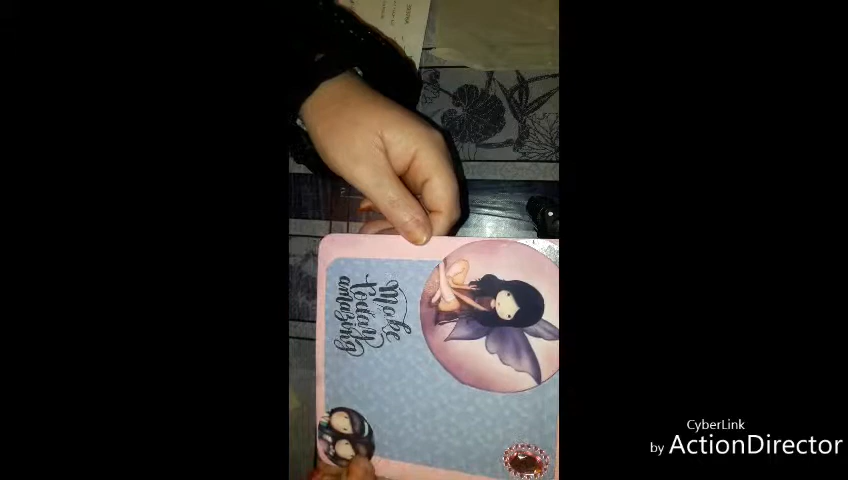 make
today
amazing
CyberLink
by ActionDirector